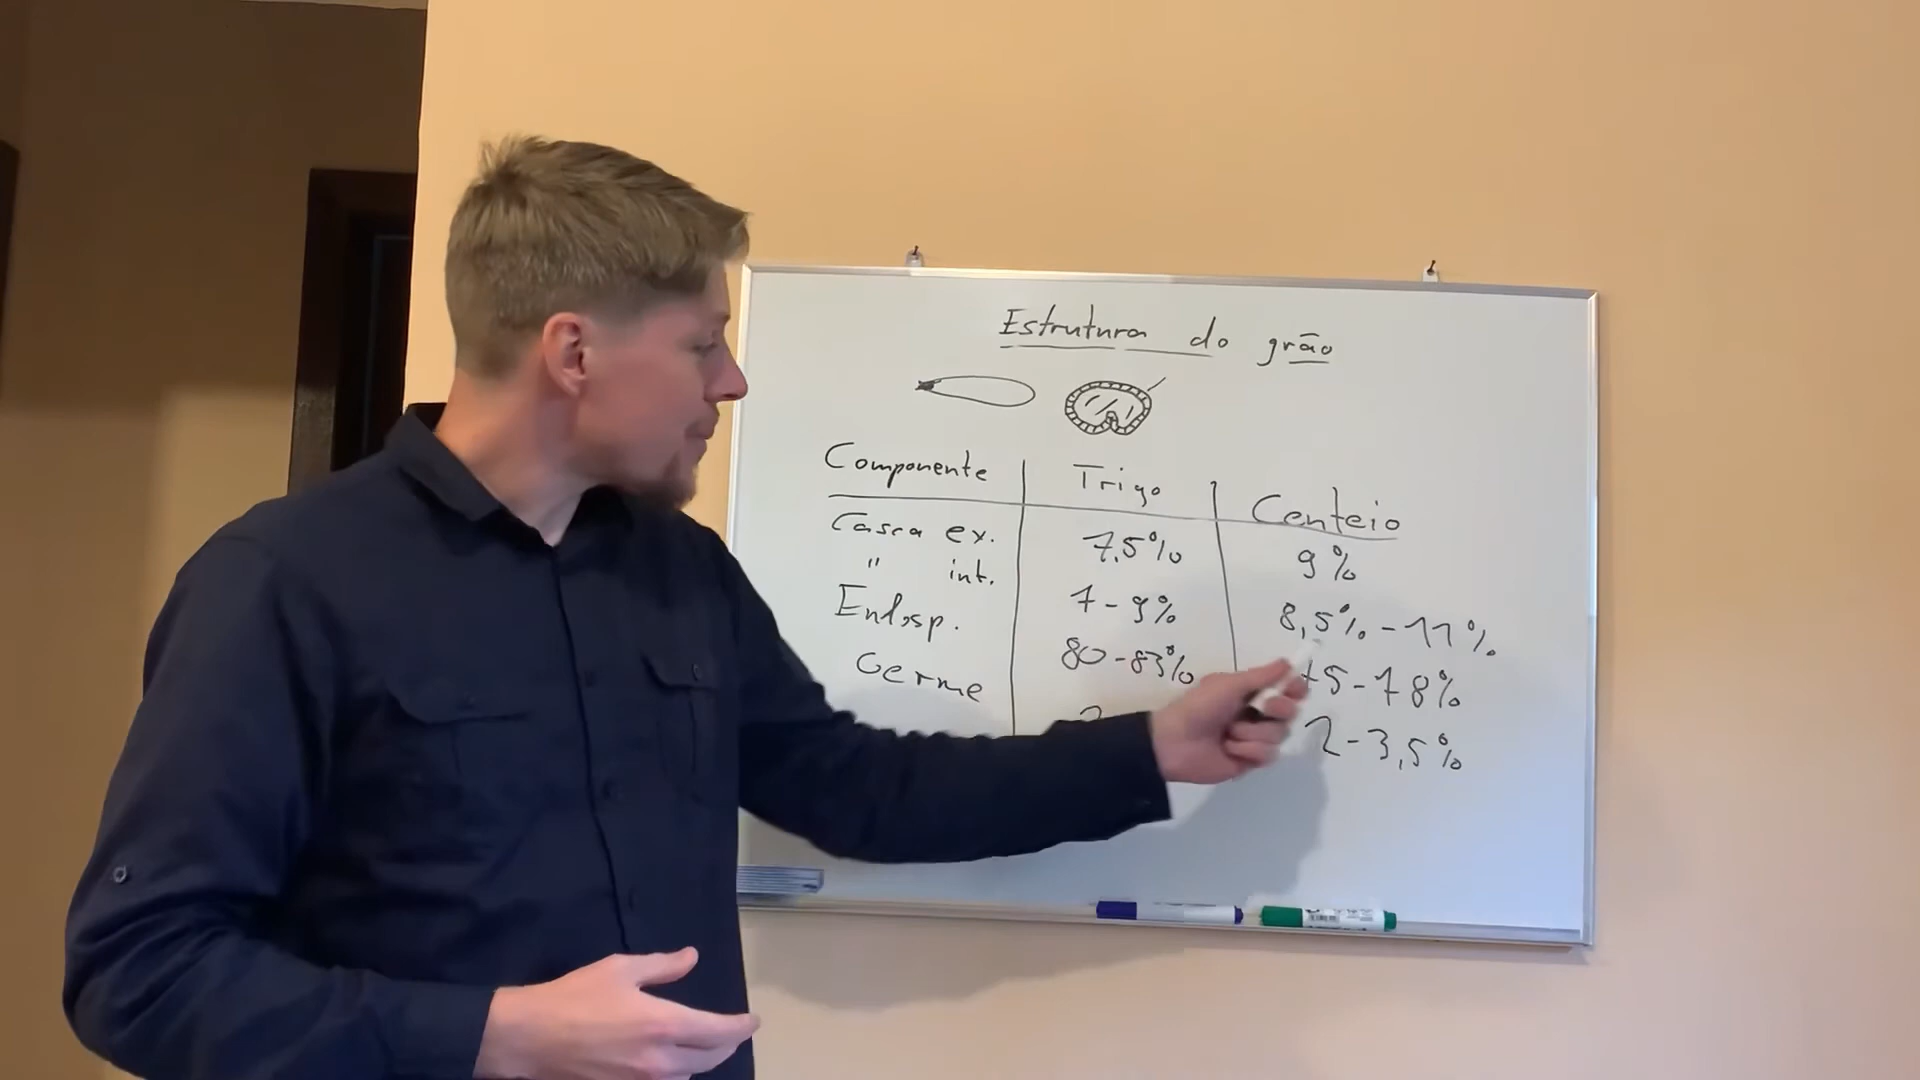 Estrutura do grão
Componente Trigo Centeio
Casca ex. 7,5% 9%
" int. 7-9% 8,5%-11%
Endosp. 80-83% 75-78%
Germe 2-3,5%